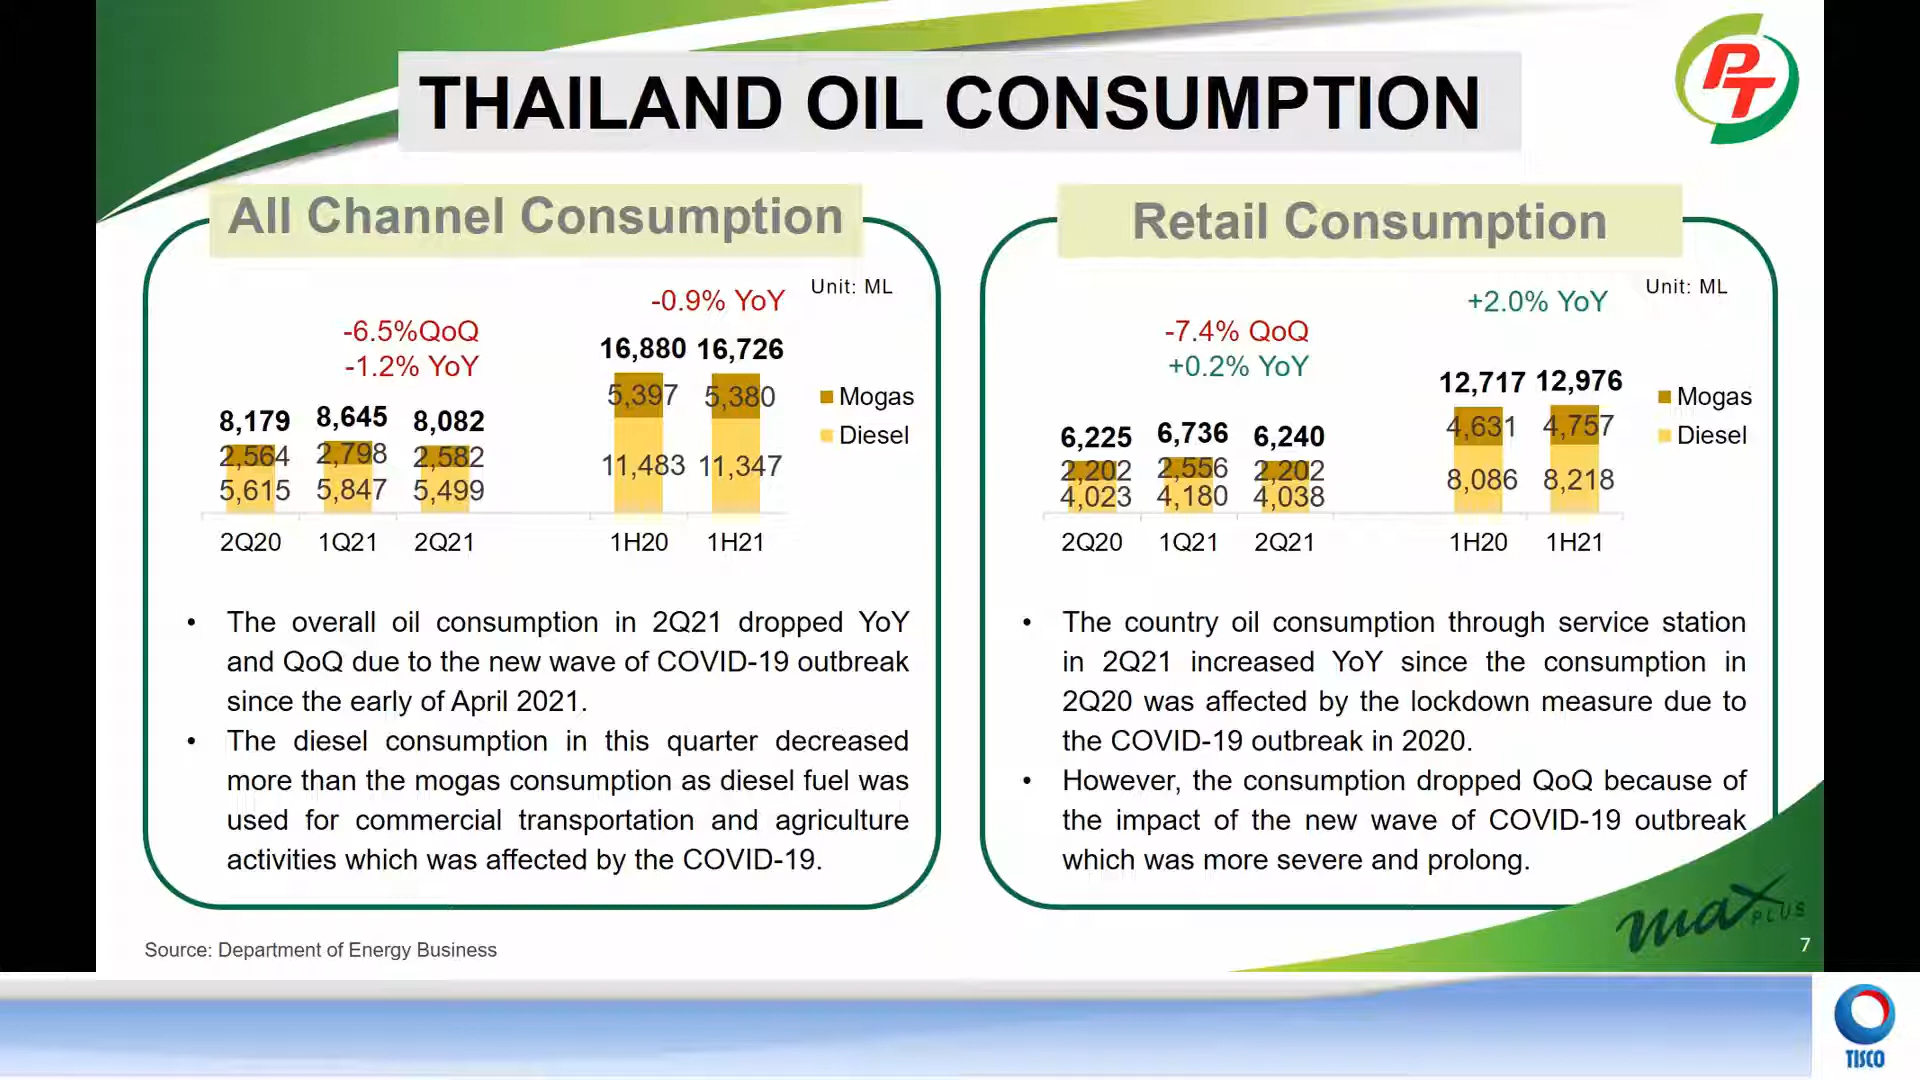 THAILAND OIL CONSUMPTION
PT
All Channel Consumption
Unit: ML
-0.9% YoY
-6.5%QoQ
-1.2% YoY
16,880 16,726
8,179 8,645 8,082
5,397 5,380
2,564 2,798 2,582
11,483 11,347
5,615 5,847 5,499
Mogas
Diesel
2Q20 1Q21 2Q21 1H20 1H21
• The overall oil consumption in 2Q21 dropped YoY
and QoQ due to the new wave of COVID-19 outbreak
since the early of April 2021.
• The diesel consumption in this quarter decreased
more than the mogas consumption as diesel fuel was
used for commercial transportation and agriculture
activities which was affected by the COVID-19.
Retail Consumption
Unit: ML
+2.0% YoY
-7.4% QoQ
+0.2% YoY
12,717 12,976
6,225 6,736 6,240
4,631 4,757
2,202 2,556 2,202
8,086 8,218
4,023 4,180 4,038
Mogas
Diesel
2Q20 1Q21 2Q21 1H20 1H21
• The country oil consumption through service station
in 2Q21 increased YoY since the consumption in
2Q20 was affected by the lockdown measure due to
the COVID-19 outbreak in 2020.
• However, the consumption dropped QoQ because of
the impact of the new wave of COVID-19 outbreak
which was more severe and prolong.
Source: Department of Energy Business
max PLUS
7
TISCO